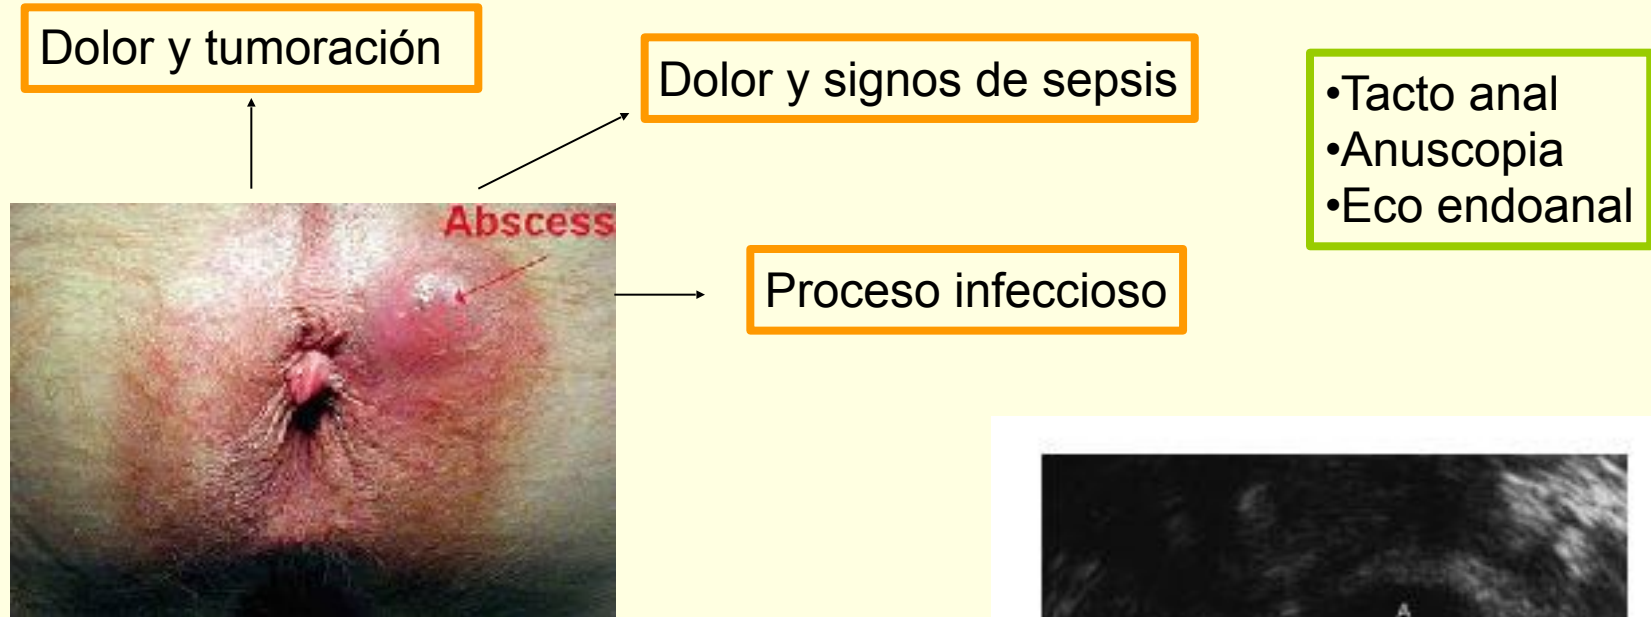 Dolor y tumoración
Dolor y signos de sepsis
•Tacto anal
•Anuscopia
•Eco endoanal
Abscess
Proceso infeccioso
A